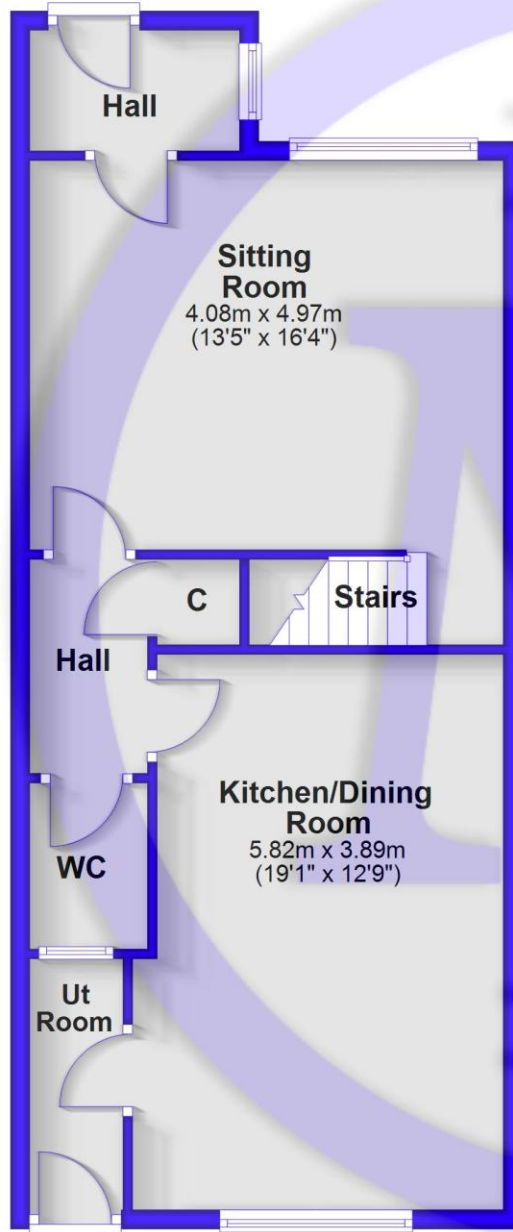 Hall
Sitting
Room
4.08m x 4.97m
(13'5" x 16'4")
C
Stairs
Hall
Kitchen/Dining
Room
5.82m x 3.89m
(19'1" x 12'9")
WC
Ut
Room